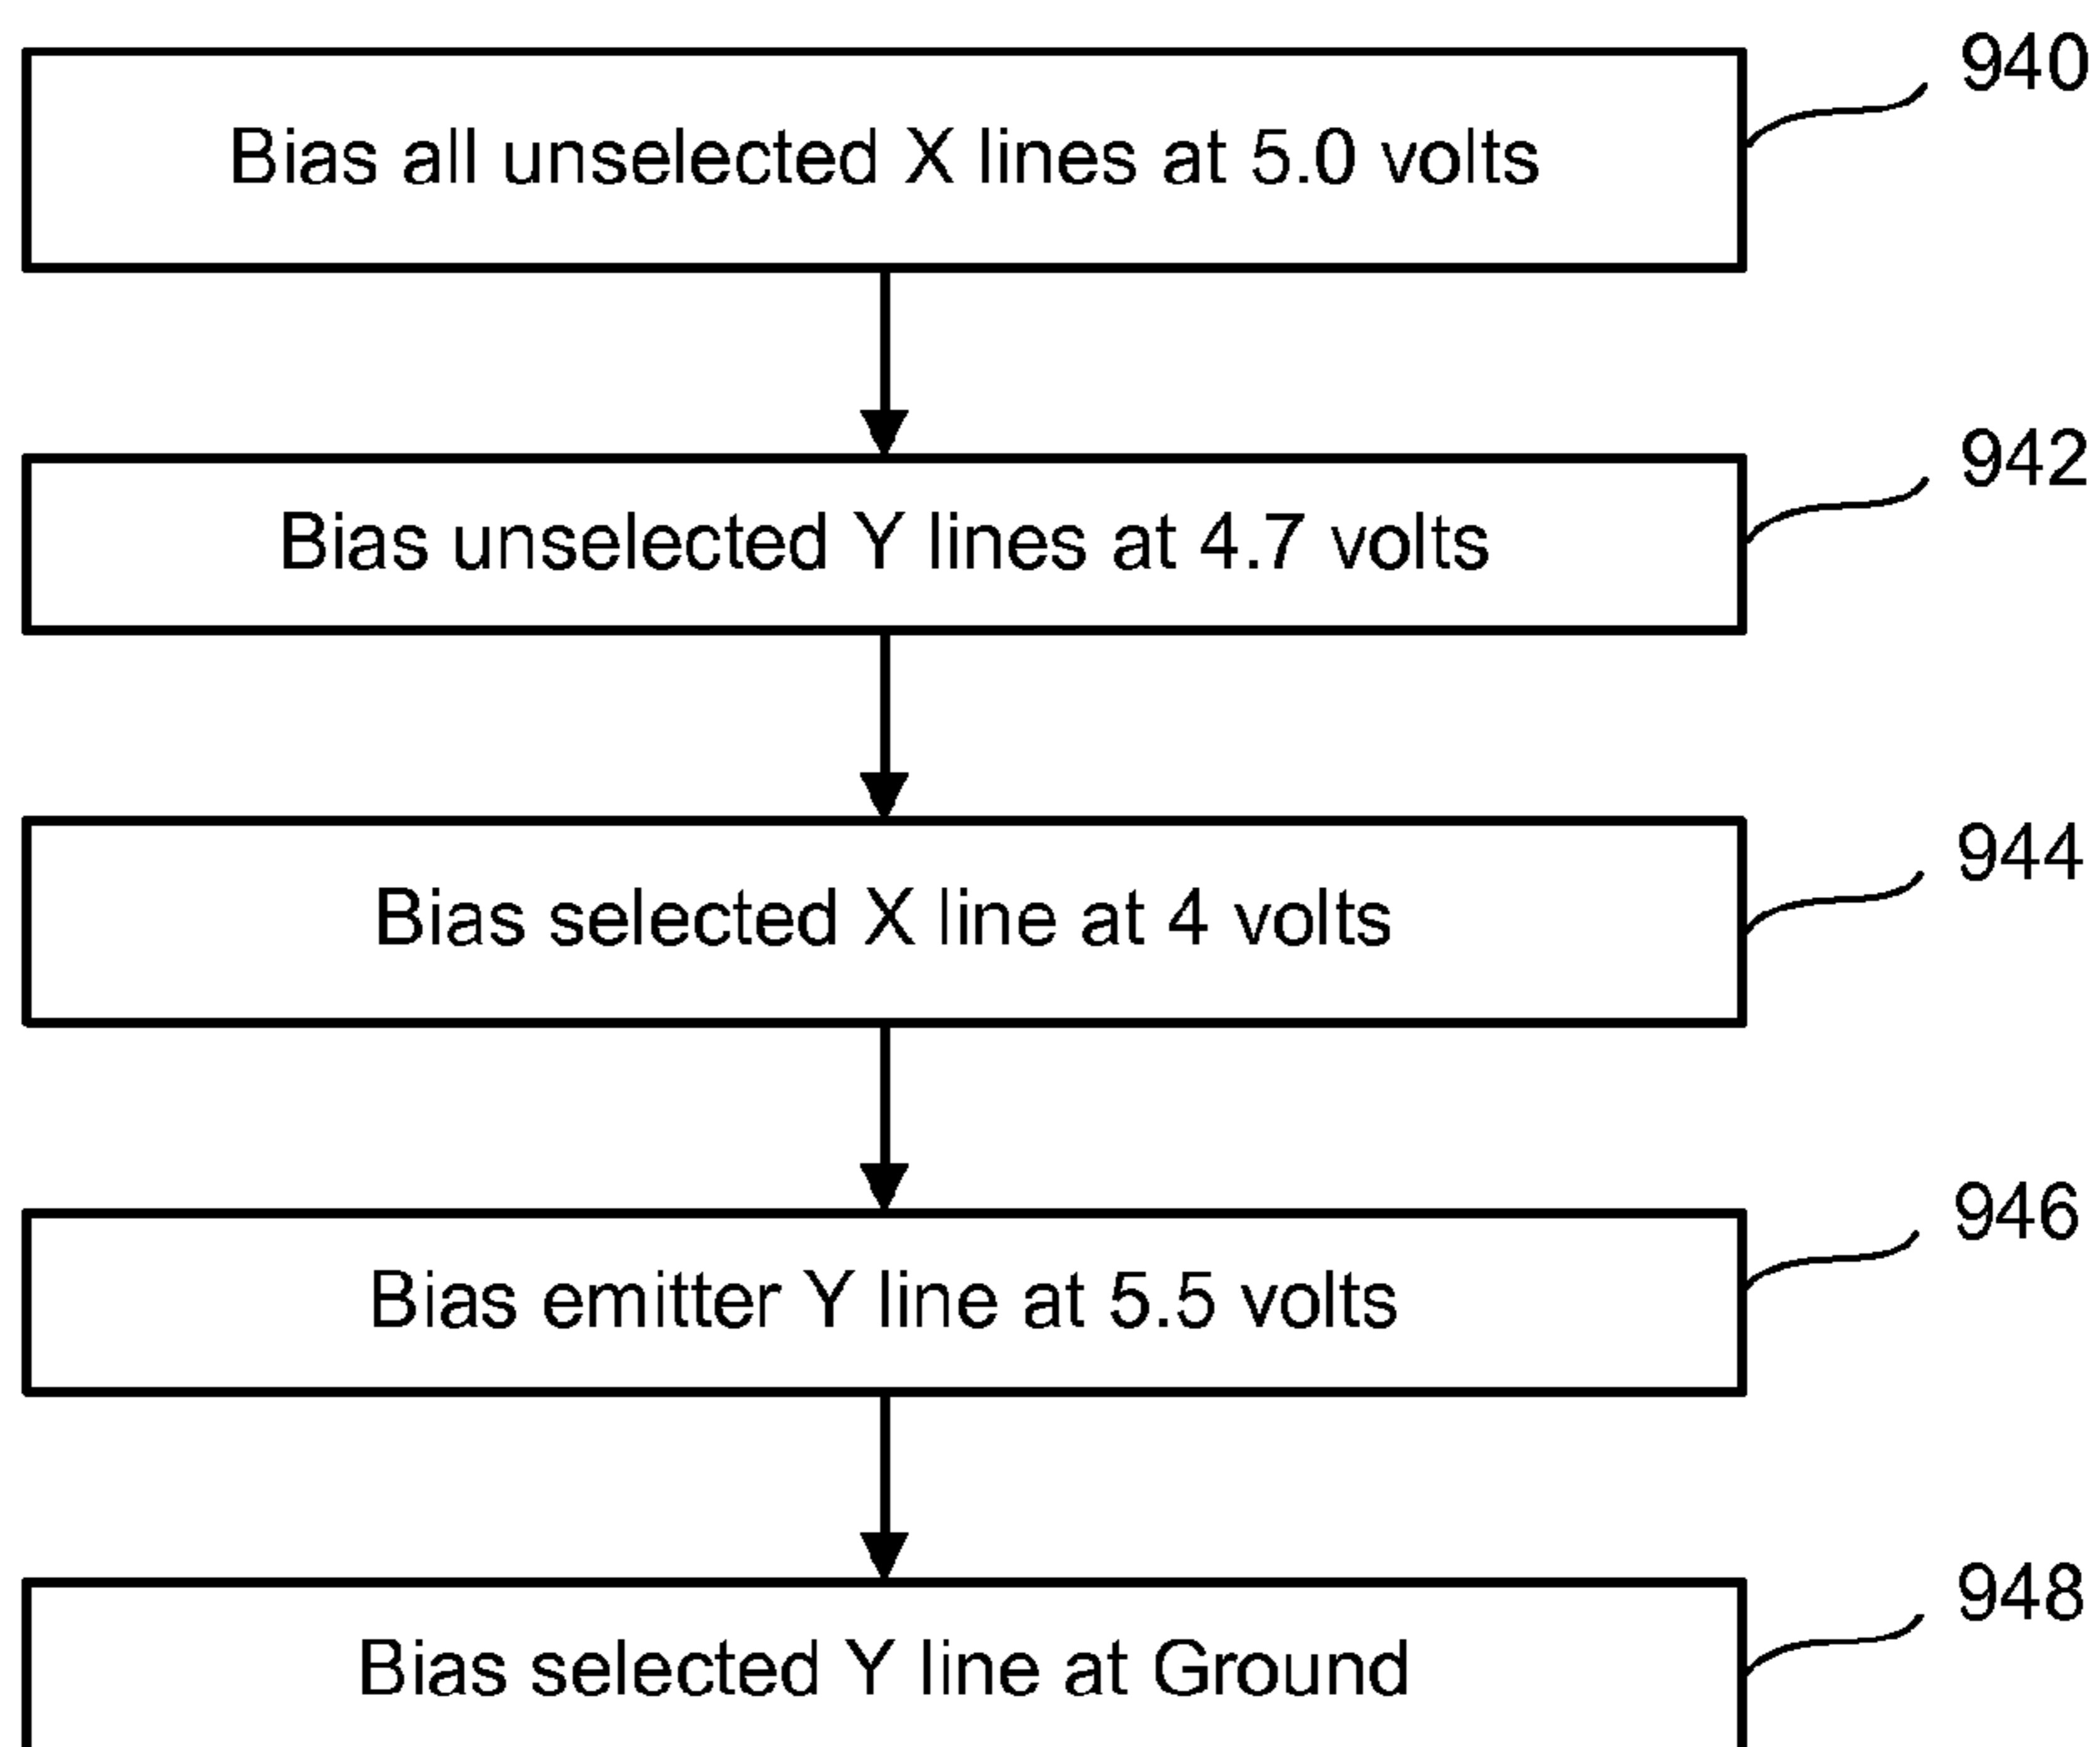 940
Bias all unselected X lines at 5.0 volts
942
Bias unselected Y lines at 4.7 volts
944
Bias selected X line at 4 volts
946
Bias emitter Y line at 5.5 volts
948
Bias selected Y line at Ground